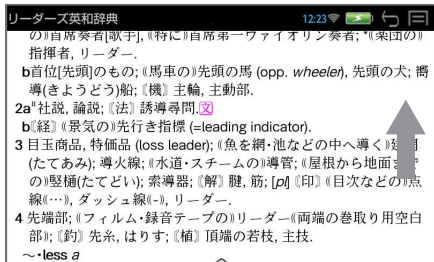 リーダーズ英和辞典 12:23
の》首席奏者[歌手], 《特に》首席第一ヴァイオリン奏者; *《楽団の》
指揮者, リーダー.
b首位[先頭]のもの; 《馬車の》先頭の馬 (opp. wheeler), 先頭の犬; 嚮
導(きようどう)船; 〘機〙 主輪, 主動部.
2a"社説, 論説; 〘法〙 誘導尋問.文
b〘経〙 《景気の》先行き指標 (=leading indicator).
3 目玉商品, 特価品 (loss leader); 《魚を網・池などの中へ導く》
(たてあみ); 導火線; 《水道・スチームの》導管; 《屋根から地面まで
の》竪樋(たてどい); 索導器; 〘解〙 腱, 筋; [pl] 〘印〙 《目次などの》点
線《…》, ダッシュ線《-》, リーダー.
4 先端部; 《フィルム・録音テープの》リーダー《両端の巻取り用空白
部》; 〘釣〙 先糸, はりす; 〘植〙 頂端の若枝, 主技.
～・less a